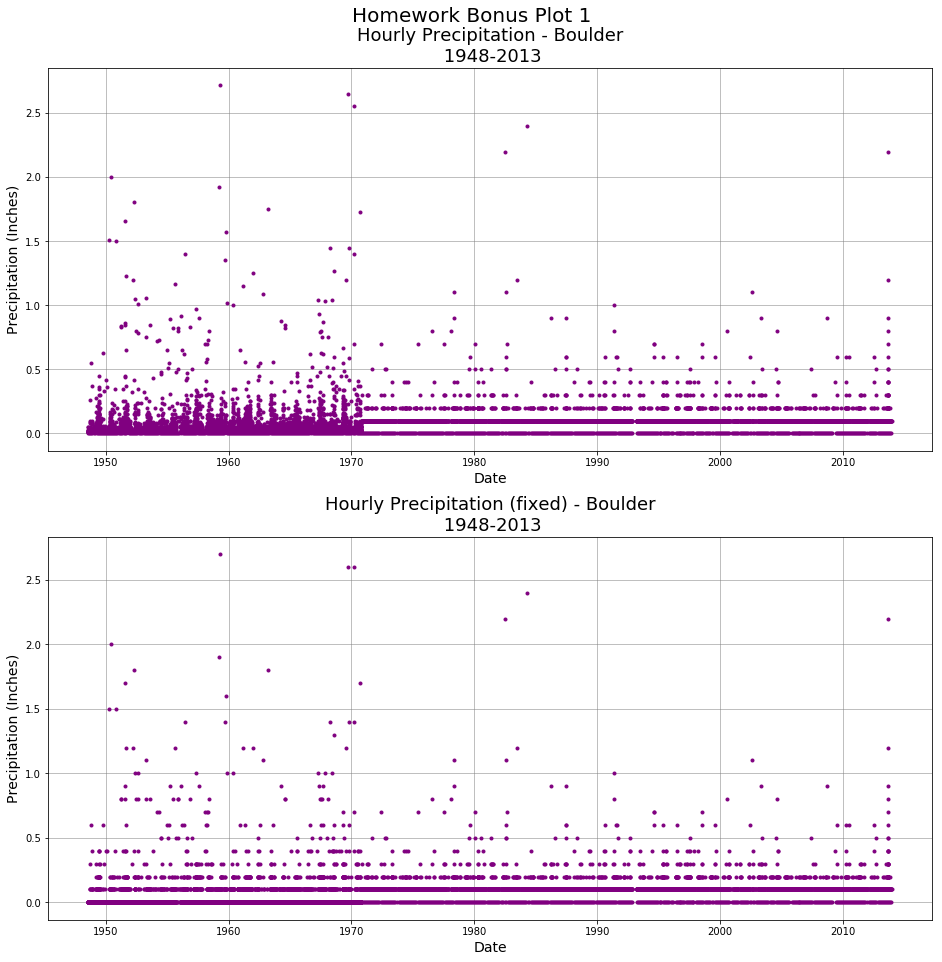 Homework Bonus Plot 1
Hourly Precipitation - Boulder
1948-2013
Precipitation (Inches)
2.5
2.0
1.5
1.0
0.5
0.0
1950 1960 1970 1980 1990 2000 2010
Date
Hourly Precipitation (fixed) - Boulder
1948-2013
Precipitation (Inches)
2.5
2.0
1.5
1.0
0.5
0.0
1950 1960 1970 1980 1990 2000 2010
Date